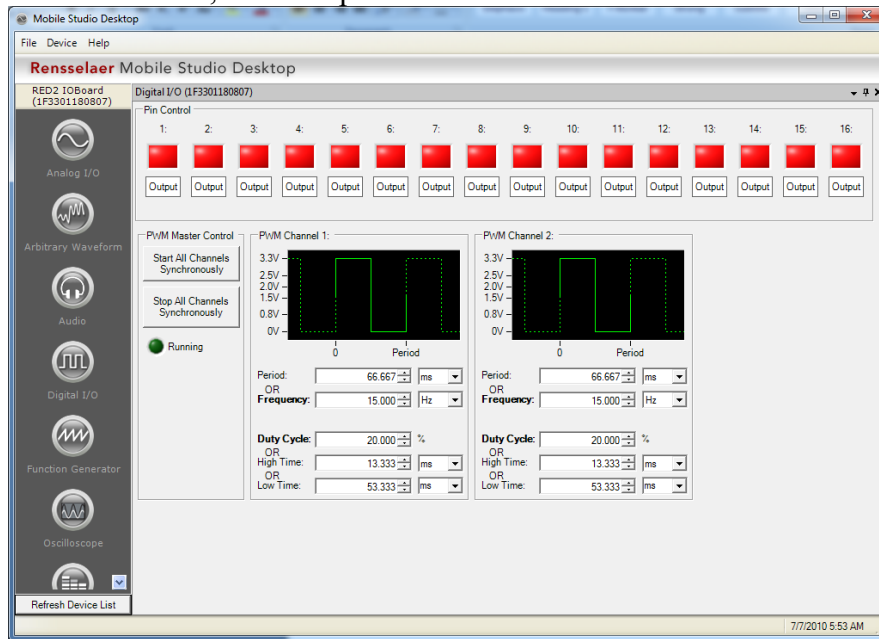 Mobile Studio Desktop
File Device Help
Rensselaer Mobile Studio Desktop
RED2 IOBoard
(1F3301180807)
Digital I/O (1F3301180807)
Pin Control
1: 2: 3: 4: 5: 6: 7: 8: 9: 10: 11: 12: 13: 14: 15: 16:
Output Output Output Output Output Output Output Output Output Output Output Output Output Output Output Output
Analog I/O
Arbitrary Waveform
Audio
Digital I/O
Function Generator
Oscilloscope
Refresh Device List
PWM Master Control
Start All Channels
Synchronously
Stop All Channels
Synchronously
Running
PWM Channel 1:
3.3V
2.5V
2.0V
1.5V
0.8V
0V
0 Period
Period: 66.667 ms
OR
Frequency: 15.000 Hz
Duty Cycle: 20.000 %
OR
High Time: 13.333 ms
OR
Low Time: 53.333 ms
PWM Channel 2:
3.3V
2.5V
2.0V
1.5V
0.8V
0V
0 Period
Period: 66.667 ms
OR
Frequency: 15.000 Hz
Duty Cycle: 20.000 %
OR
High Time: 13.333 ms
OR
Low Time: 53.333 ms
7/7/2010 5:53 AM